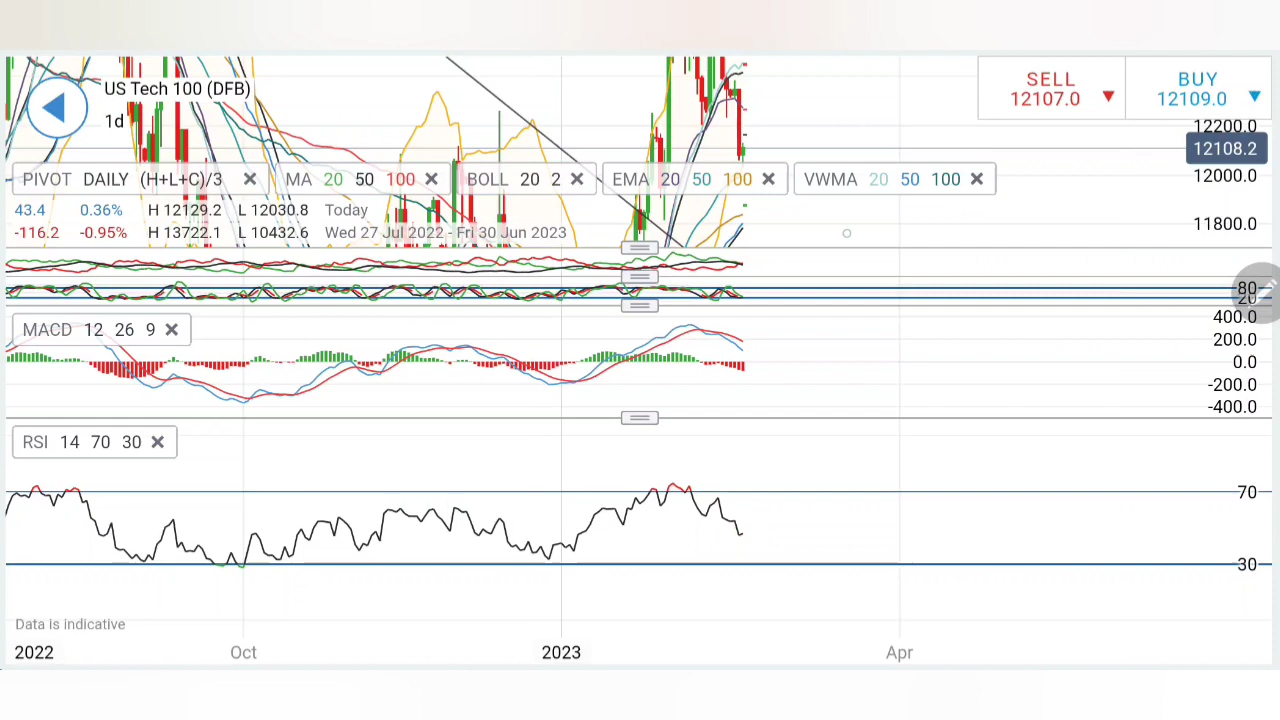 US Tech 100 (DFB)
1d
SELL
12107.0
BUY
12109.0
12200.0
12108.2
12000.0
11800.0
PIVOT DAILY (H+L+C)/3
MA 20 50 100
BOLL 20 2
EMA 20 50 100
VWMA 20 50 100
43.4 0.36% H 12129.2 L 12030.8 Today
-116.2 -0.95% H 13722.1 L 10432.6 Wed 27 Jul 2022 - Fri 30 Jun 2023
80
20
MACD 12 26 9
400.0
200.0
0.0
-200.0
-400.0
RSI 14 70 30
70
30
Data is indicative
2022 Oct 2023 Apr